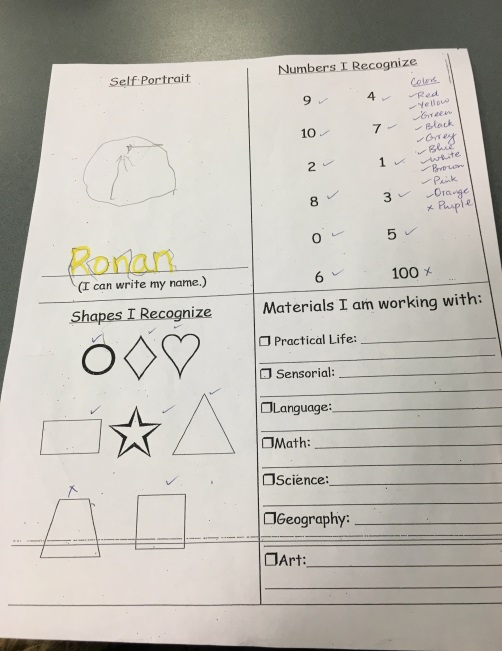 Self Portrait
Ronan
(I can write my name.)
Numbers I Recognize
9 ✓ 4 ✓
10 ✓ 7 ✓
2 ✓ 1 ✓
8 ✓ 3 ✓
0 ✓ 5 ✓
6 ✓ 100 x
Colors
✓ Red
✓ Yellow
✓ Green
✓ Black
✓ Grey
✓ Blue
✓ White
✓ Brown
✓ Pink
✓ Orange
x Purple
Shapes I Recognize
Materials I am working with:
Practical Life:
Sensorial:
Language:
Math:
Science:
Geography:
Art: